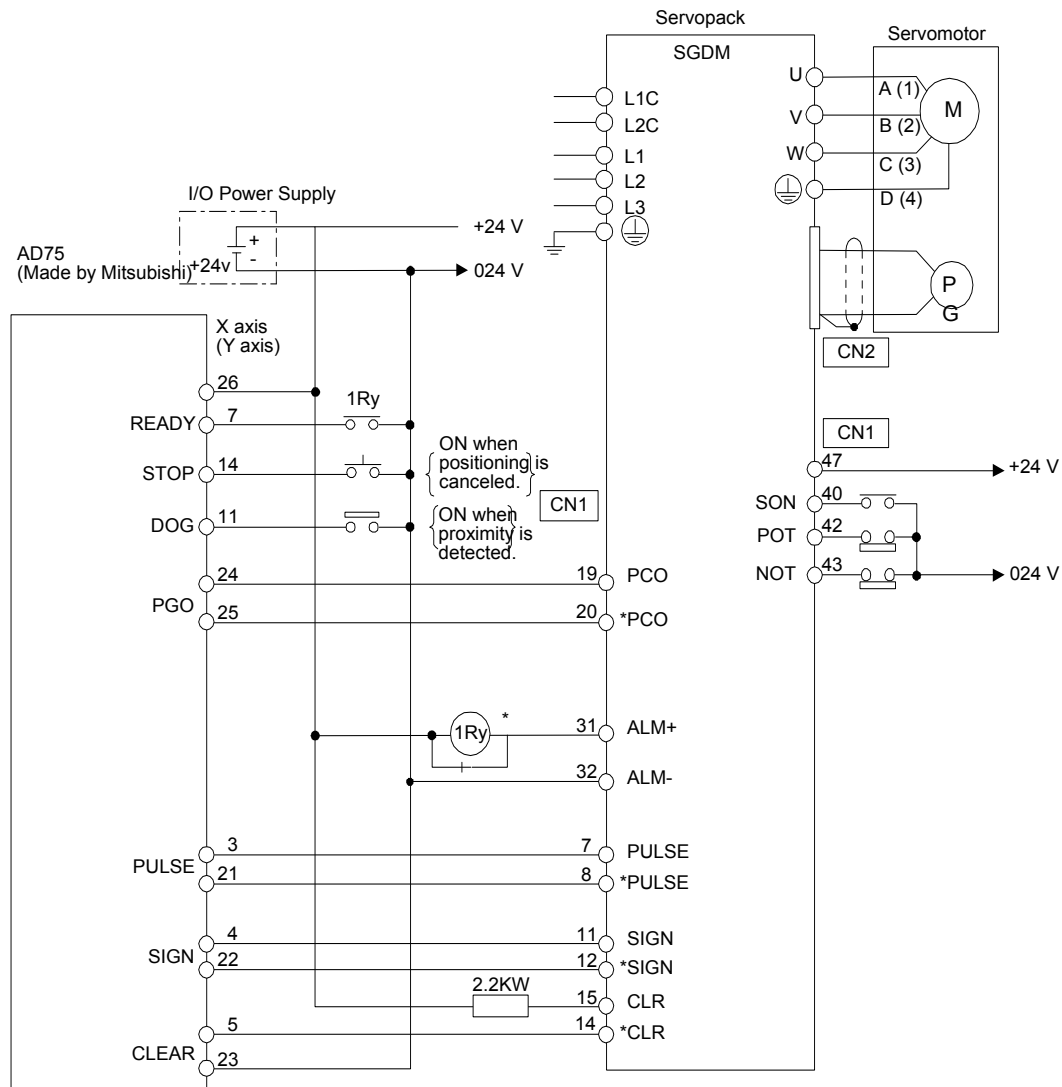 Servopack
SGDM
Servomotor
U
A (1)
M
L1C
V
B (2)
L2C
W
C (3)
L1
L2
D (4)
L3
I/O Power Supply
+
-
+24v
+24 V
024 V
AD75
(Made by Mitsubishi)
P
G
CN2
X axis
(Y axis)
26
READY
7
1Ry
STOP
14
ON when
positioning is
canceled.
DOG
11
ON when
proximity is
detected.
CN1
CN1
47
+24 V
SON
40
POT
42
NOT
43
024 V
24
19
PCO
PGO
25
20
*PCO
1Ry
*
31
ALM+
32
ALM-
3
7
PULSE
PULSE
21
8
*PULSE
4
11
SIGN
SIGN
22
12
*SIGN
2.2KW
15
CLR
5
14
*CLR
CLEAR
23